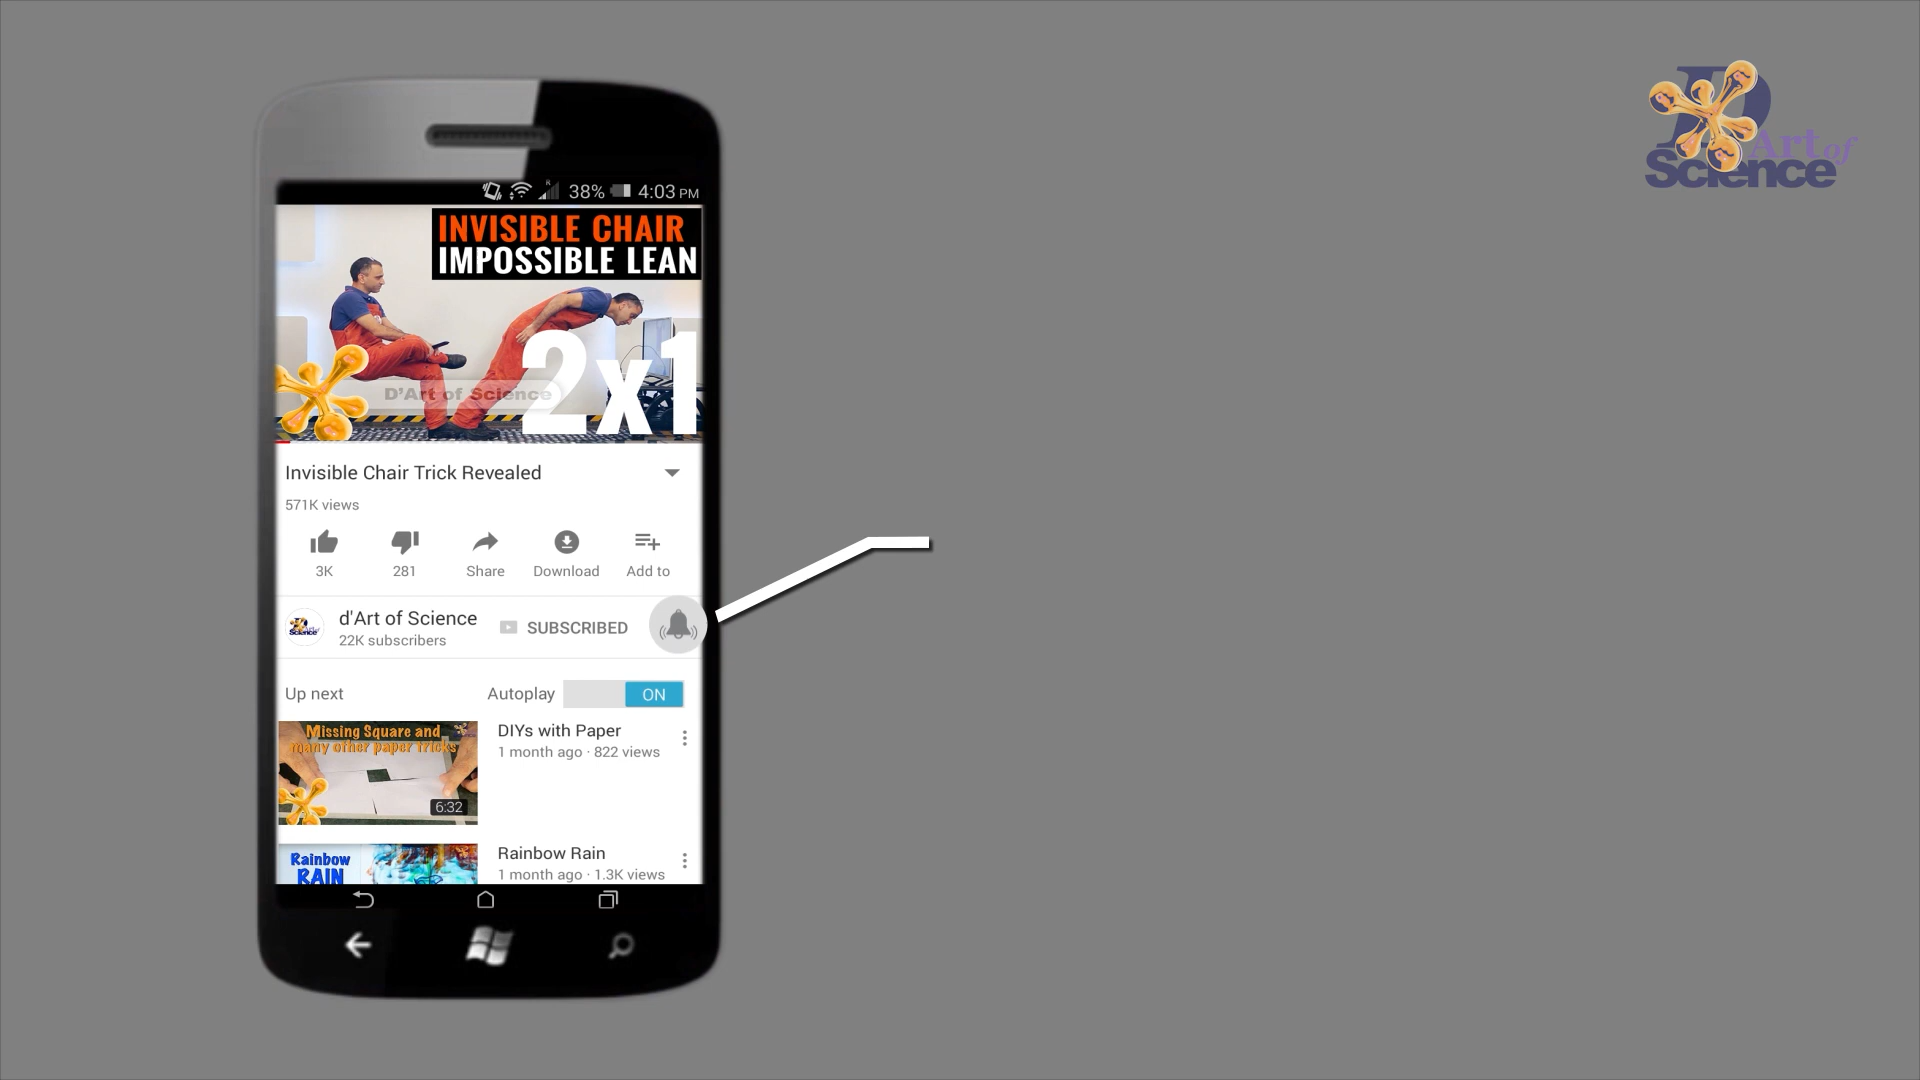 D
Art of
Science
R
38% 4:03 PM
INVISIBLE CHAIR
IMPOSSIBLE LEAN
2x1
D'Art of Science
Invisible Chair Trick Revealed
571K views
3K 281 Share Download Add to
d'Art of Science
22K subscribers
SUBSCRIBED
Up next Autoplay ON
Missing Square and
many other paper tricks
6:32
DIYs with Paper
1 month ago · 822 views
Rainbow
RAIN
Rainbow Rain
1 month ago · 1.3K views